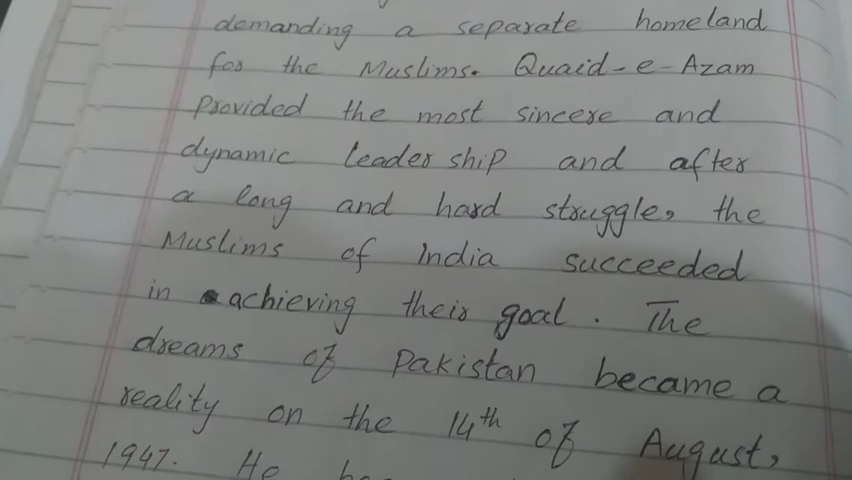 demanding a separate homeland
for the Muslims. Quaid-e-Azam
Provided the most sincere and
dynamic leadership and after
a long and hard struggle, the
Muslims of India succeeded
in achieving their goal. The
dreams of Pakistan became a
reality on the 14th of August,
1947. He